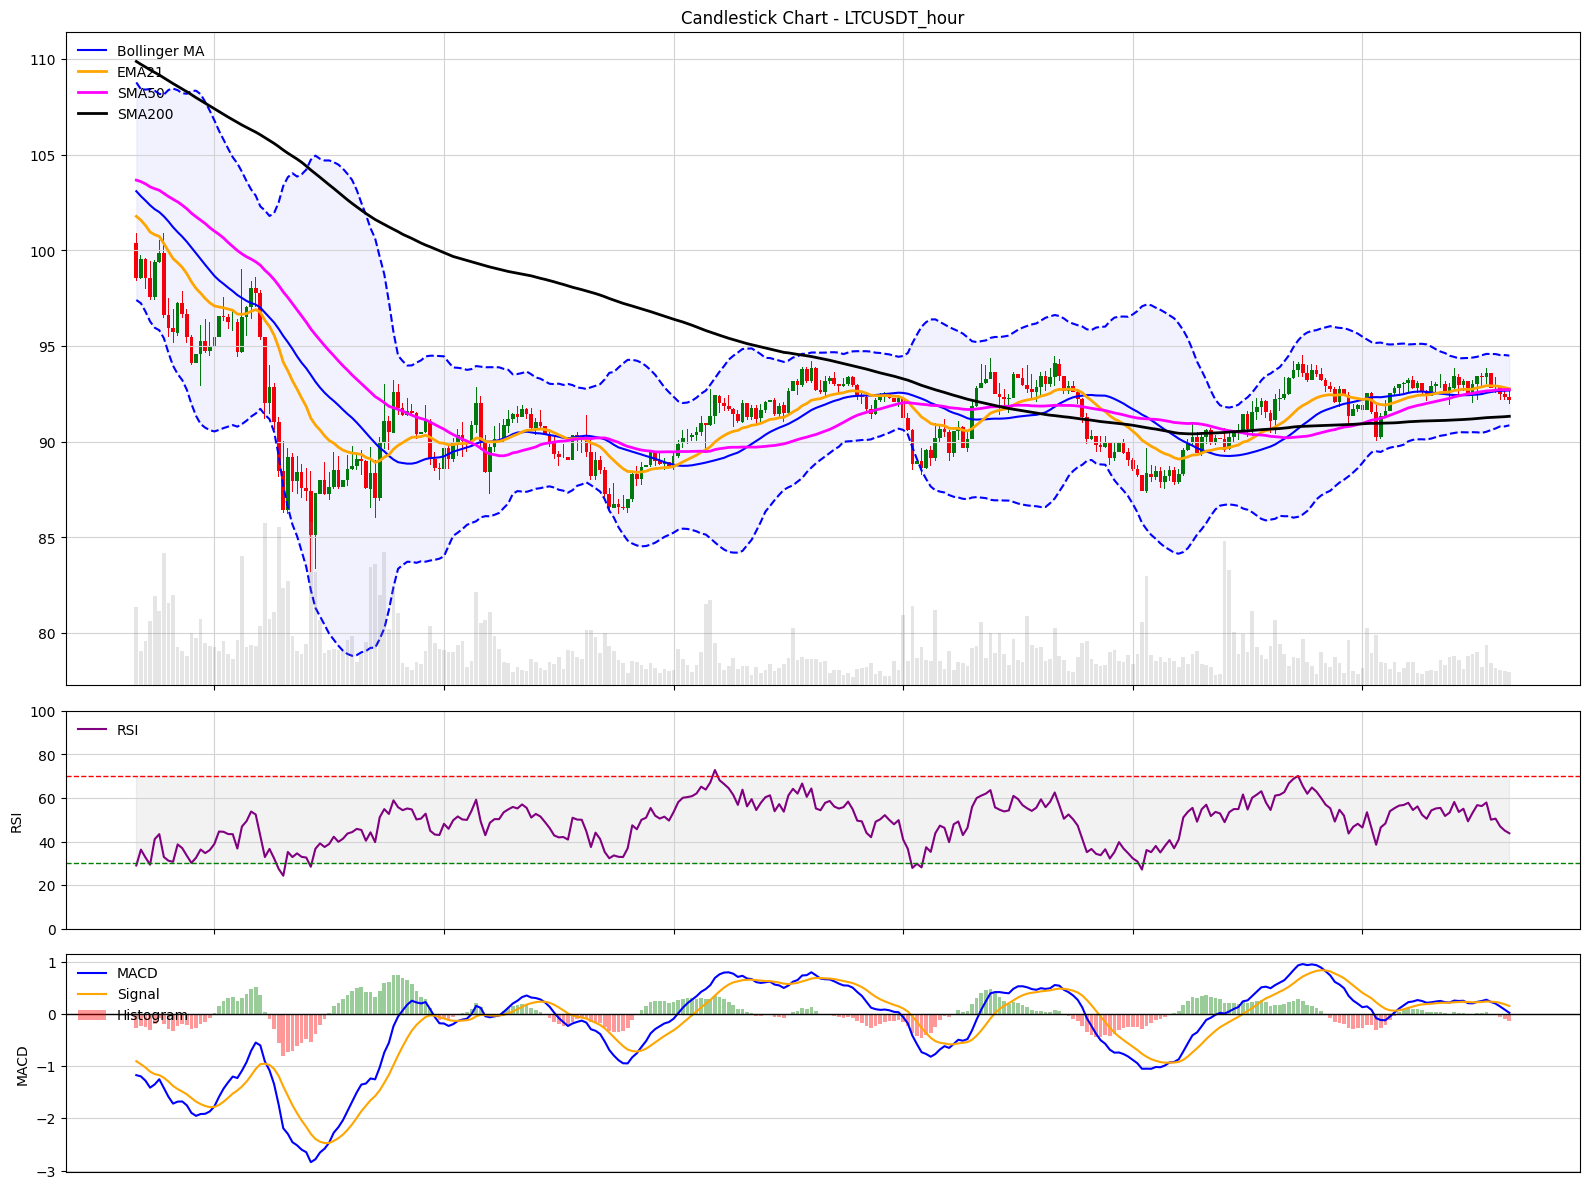 Candlestick Chart - LTCUSDT_hour
Bollinger MA
EMA21
SMA50
SMA200
110
105
100
95
90
85
80
RSI
RSI
100
80
60
40
20
0
MACD
Signal
Histogram
MACD
1
0
−1
−2
−3